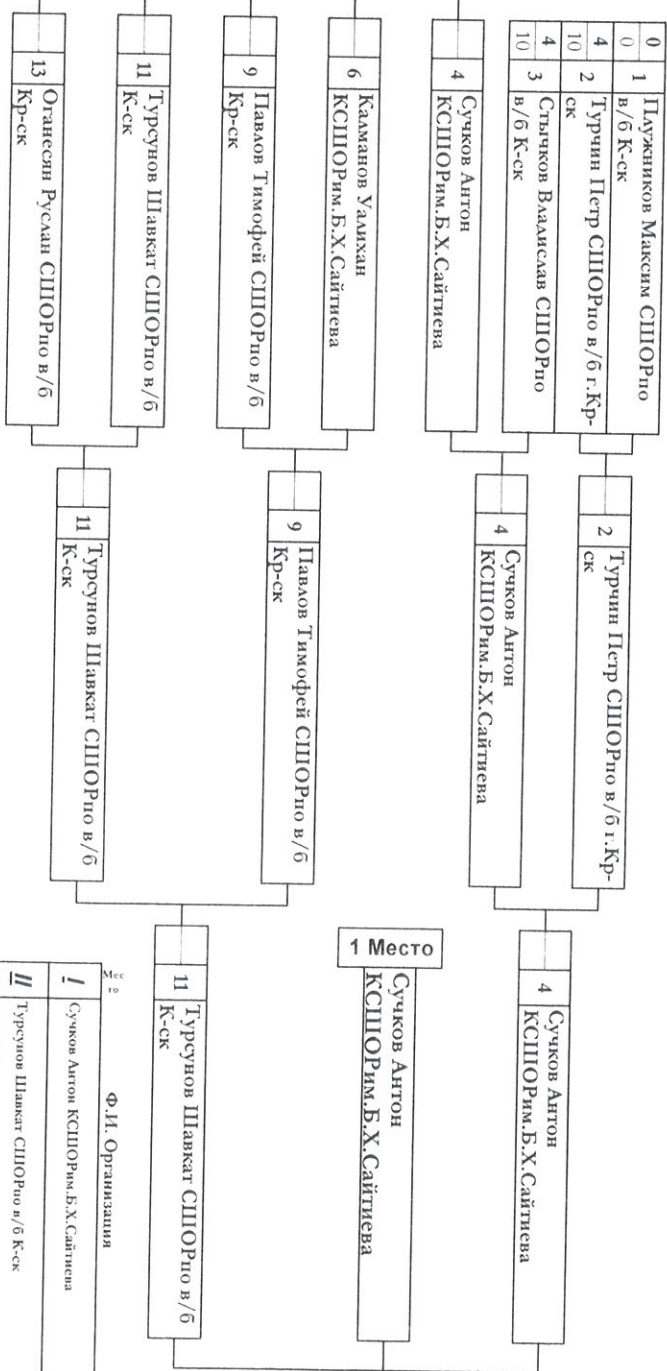 0
0
1
Плужников Максим СШОРпо
в/б К-ск
4
10
2
Турчин Петр СШОРпо в/б г.Кр-
ск
4
10
3
Стычков Владислав СШОРпо
в/б К-ск
4
Сучков Антон
КСШОРим.Б.Х.Сайтиева
6
Калманов Уалихан
КСШОРим.Б.Х.Сайтиева
9
Павлов Тимофей СШОРпо в/б
Кр-ск
11
Турсунов Шавкат СШОРпо в/б
К-ск
13
Оганесян Руслан СШОРпо в/б
Кр-ск
2
Турчин Петр СШОРпо в/б г.Кр-
ск
4
Сучков Антон
КСШОРим.Б.Х.Сайтиева
9
Павлов Тимофей СШОРпо в/б
Кр-ск
11
Турсунов Шавкат СШОРпо в/б
К-ск
4
Сучков Антон
КСШОРим.Б.Х.Сайтиева
1 Место
Сучков Антон
КСШОРим.Б.Х.Сайтиева
11
Турсунов Шавкат СШОРпо в/б
К-ск
Мес
то
Ф.И. Организация
I
Сучков Антон КСШОРим.Б.Х.Сайтиева
II
Турсунов Шавкат СШОРпо в/б К-ск